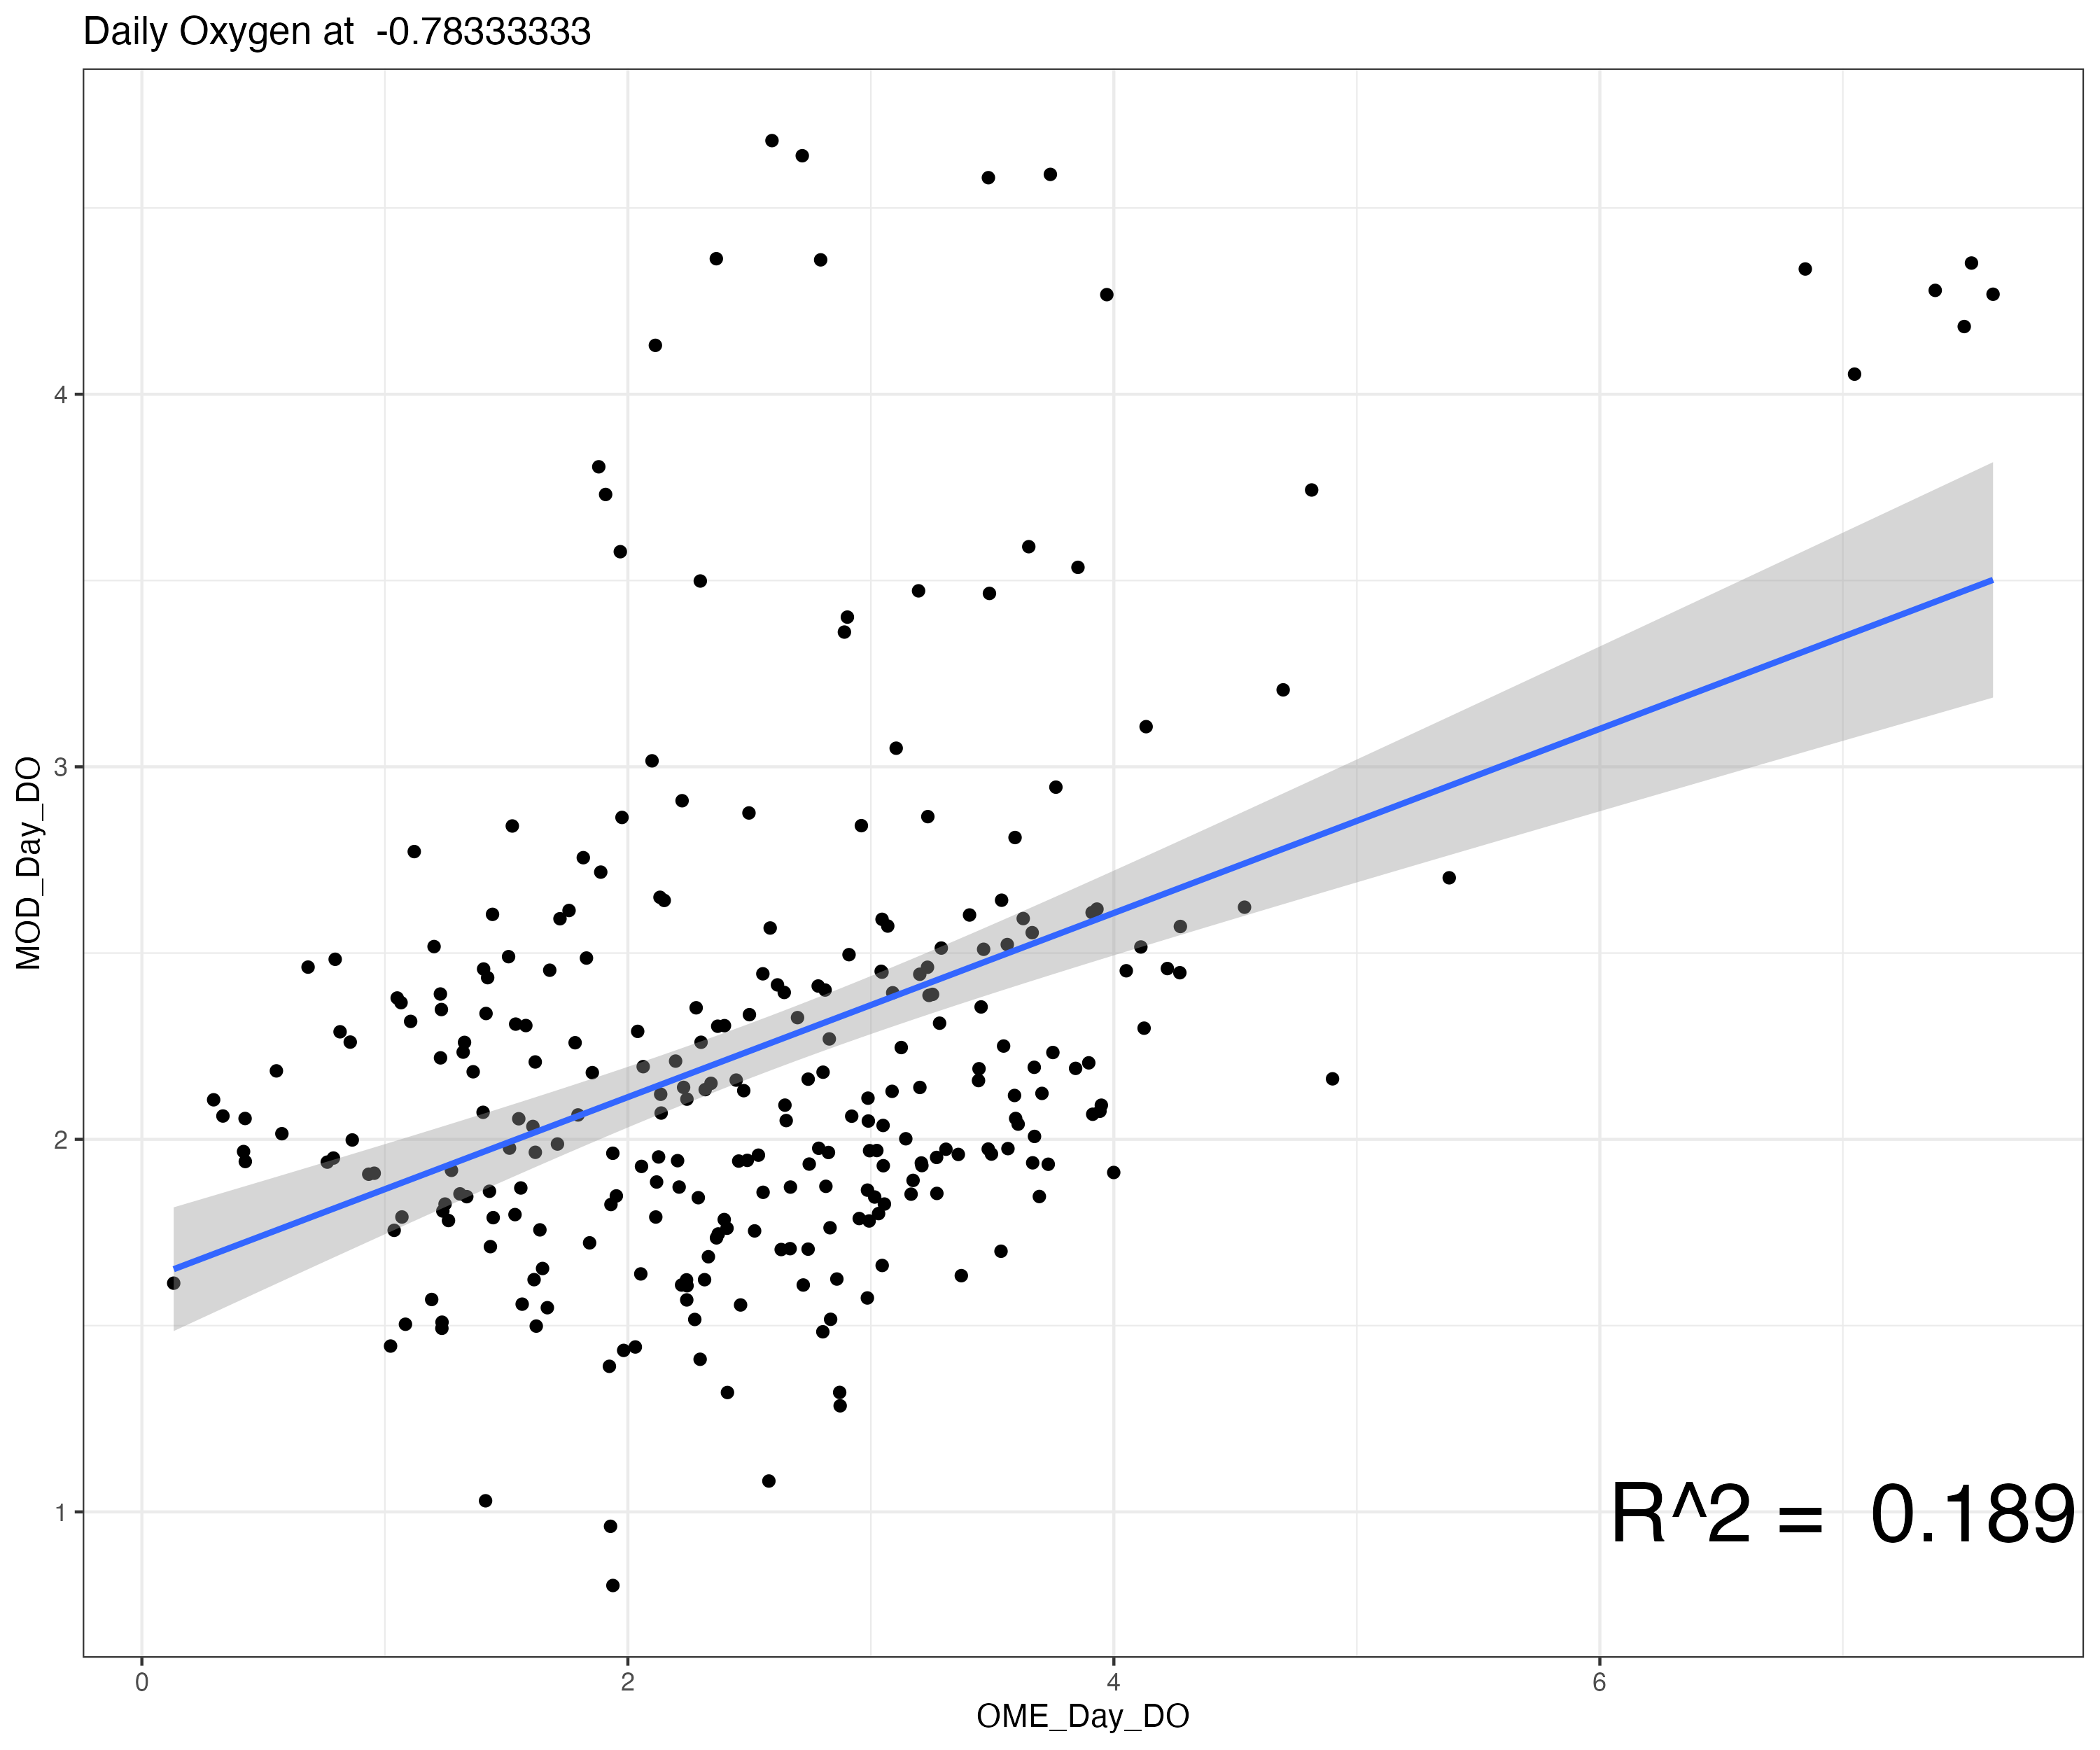 Daily Oxygen at  -0.78333333
MOD_Day_DO
4
3
2
1
R^2 =  0.189
0
2
4
6
OME_Day_DO